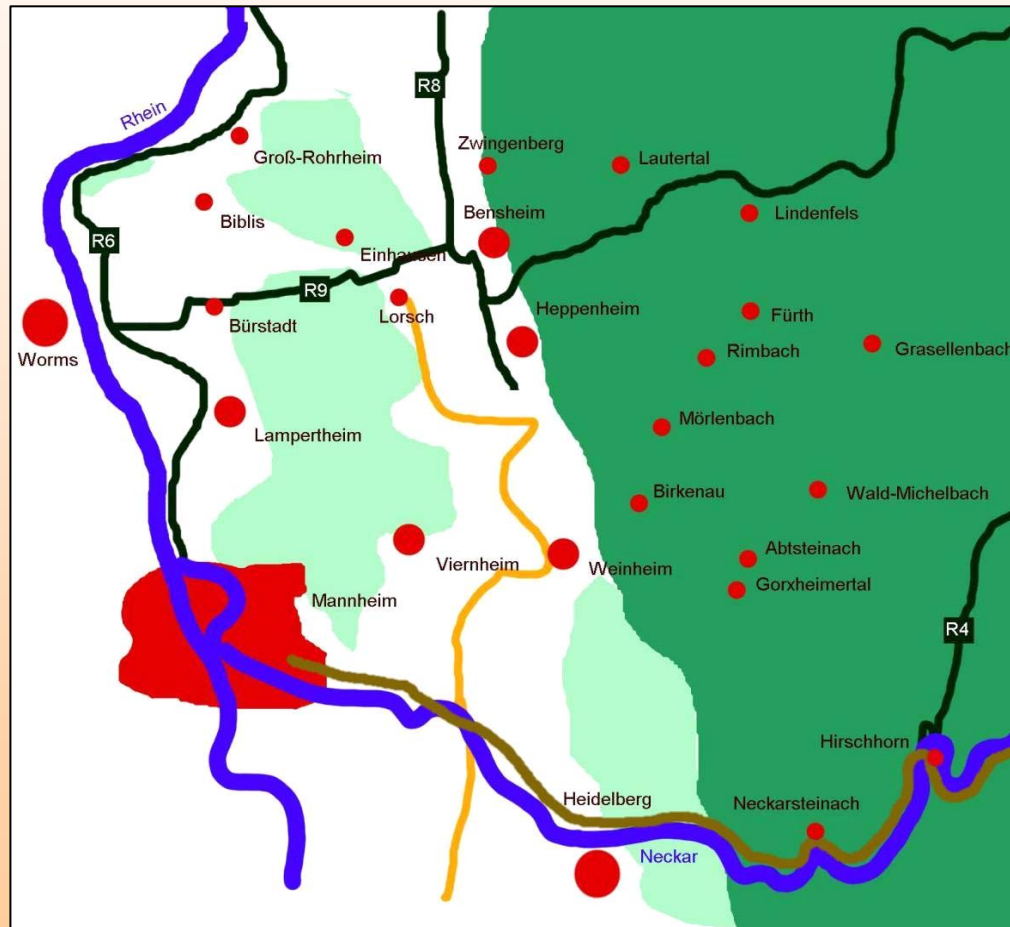 R8
Rhein
Zwingenberg
Groß-Rohrheim
Lautertal
Biblis
Bensheim
Lindenfels
R6
Einhausen
R9
Lorsch
Bürstadt
Heppenheim
Fürth
Worms
Rimbach
Grasellenbach
Lampertheim
Mörlenbach
Birkenau
Wald-Michelbach
Viernheim
Weinheim
Abtsteinach
Gorxheimertal
Mannheim
R4
Hirschhorn
Heidelberg
Neckarsteinach
Neckar